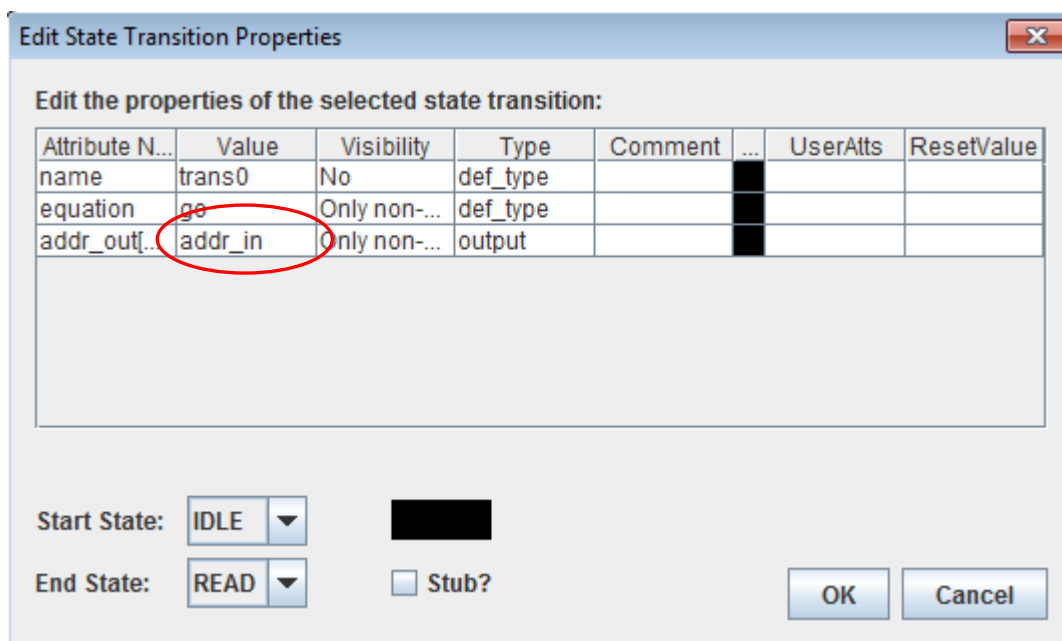 Edit State Transition Properties
Edit the properties of the selected state transition:
Attribute N... Value Visibility Type Comment ... UserAtts ResetValue
name trans0 No def_type
equation go Only non-... def_type
addr_out[... addr_in Only non-... output
Start State: IDLE
End State: READ Stub? OK Cancel